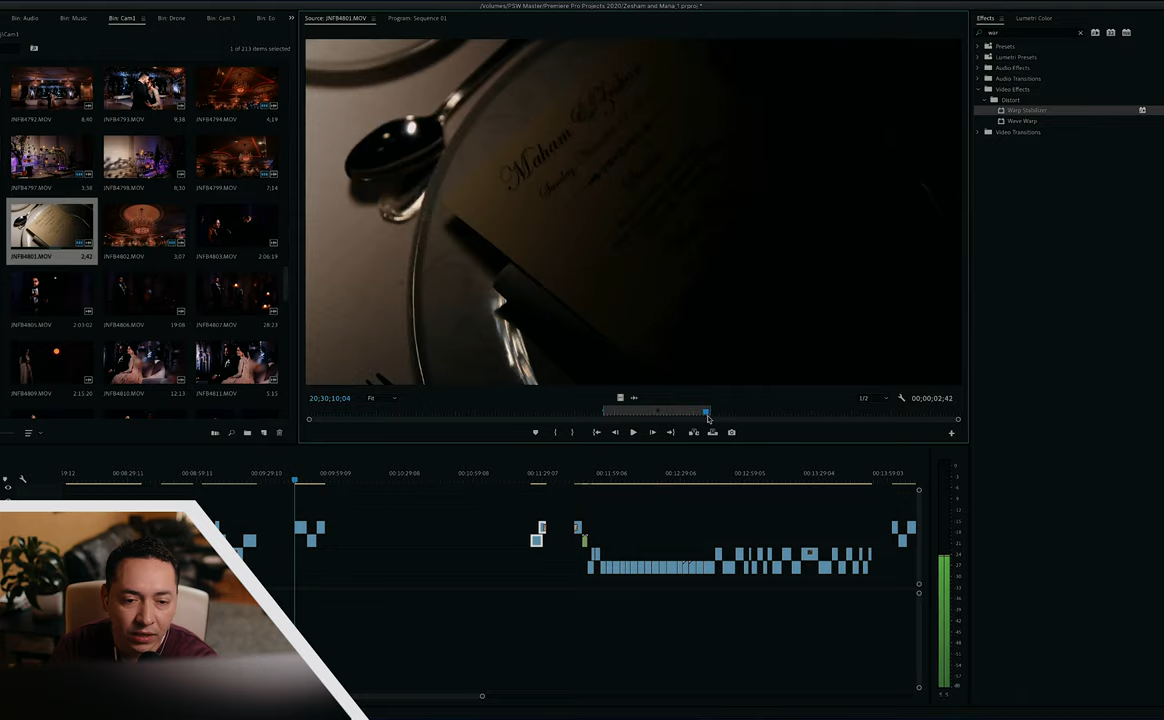 /Volumes/PSW Master/Premiere Pro Projects 2020/Zesham and Maha_1.prproj *
Bin: Audio Bin: Music Bin: Cam1 Bin: Drone Bin: Cam 3 Bin: Eo
Source: JNFB4801.MOV Program: Sequence 01
Effects Lumetri Color
\Cam1
1 of 213 items selected
war
Presets
Lumetri Presets
Audio Effects
Audio Transitions
Video Effects
Distort
Warp Stabilizer
Wave Warp
Video Transitions
JNFB4792.MOV 8;40 JNFB4793.MOV 9;38 JNFB4794.MOV 4;19
JNFB4797.MOV 3;38 JNFB4798.MOV 8;30 JNFB4799.MOV 7;14
JNFB4801.MOV 2;42 JNFB4802.MOV 3;07 JNFB4803.MOV 2:06:19
JNFB4805.MOV 2:03:02 JNFB4806.MOV 19:08 JNFB4807.MOV 28:23
JNFB4809.MOV 2:15:20 JNFB4810.MOV 12:13 JNFB4811.MOV 5:15
Maham &
Sunday
20;30;10;04 Fit 1/2 00;00;02;42
19:12 00:08:29:11 00:08:59:11 00:09:29:10 00:09:59:09 00:10:29:08 00:10:59:08 00:11:29:07 00:11:59:06 00:12:29:06 00:12:59:05 00:13:29:04 00:13:59:03